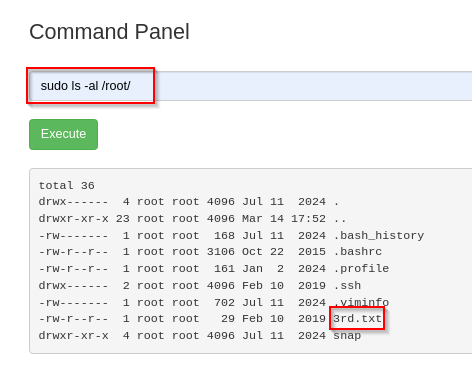 Command Panel
sudo ls -al /root/
Execute
total 36
drwx------  4 root root 4096 Jul 11  2024 .
drwxr-xr-x 23 root root 4096 Mar 14 17:52 ..
-rw-------  1 root root  168 Jul 11  2024 .bash_history
-rw-r--r--  1 root root 3106 Oct 22  2015 .bashrc
-rw-r--r--  1 root root  161 Jan  2  2024 .profile
drwx------  2 root root 4096 Feb 10  2019 .ssh
-rw-------  1 root root  702 Jul 11  2024 .viminfo
-rw-r--r--  1 root root   29 Feb 10  2019 3rd.txt
drwxr-xr-x  4 root root 4096 Jul 11  2024 snap